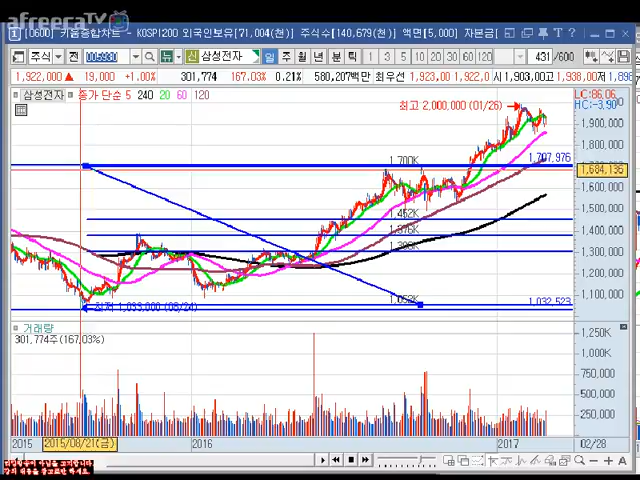 afreecaTV
[0600] 키움종합차트 - KOSPI200 외국인보유[71,004(천)] 주식수[140,679(천)] 액면[5,000] 자본금[
주식 전 005930 뉴 신 삼성전자 일 주 월 년 분 초 틱 1 3 5 10 20 30 60 120 431 /600
1,922,000 ▲ 19,000 +1.00% 301,774 167.03% 0.21% 580,207백만 최우선 1,923,00 1,922,0 시 1,903,00 고 1,938,00 저 1,89
삼성전자 종가 단순 5 240 20 60 120
LC:86.06
HC:-3.90
최고 2,000,000 (01/26)
1,900,000
1,700K
1,707,976
1,684,136
1,600,000
1,500,000
1,452K
1,400,000
1,376K
1,300,000
1,200,000
1,100,000
1,032,523
최저 1,033,000 (08/24)
거래량
301,774주(167.03%)
1,250K
1,000K
750,000
500,000
250,000
2015 2015/08/21(금) 2016 2017 02/28